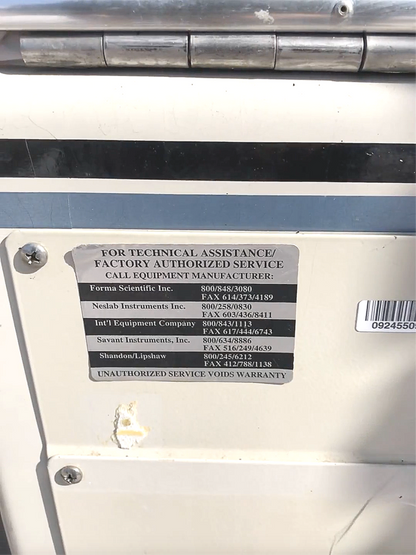 FOR TECHNICAL ASSISTANCE/
FACTORY AUTHORIZED SERVICE
CALL EQUIPMENT MANUFACTURER:
Forma Scientific Inc. 800/848/3080
FAX 614/373/4189
Neslab Instruments Inc. 800/258/0830
FAX 603/436/8411
Int'l Equipment Company 800/843/1113
FAX 617/444/6743
Savant Instruments, Inc. 800/634/8886
FAX 516/249/4639
Shandon/Lipshaw 800/245/6212
FAX 412/788/1138
UNAUTHORIZED SERVICE VOIDS WARRANTY
0924550